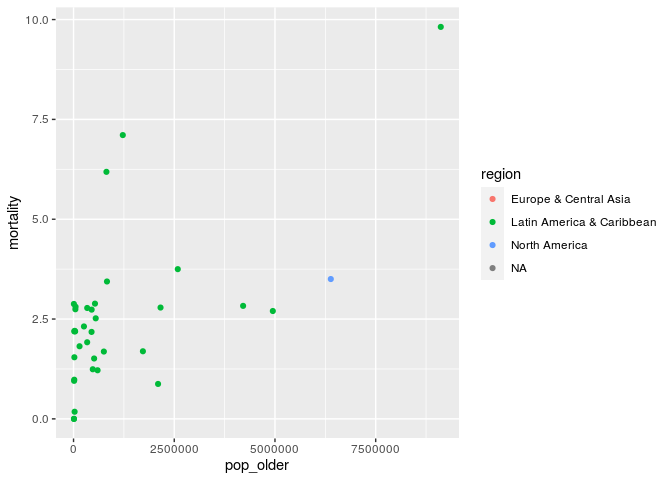 10.0
7.5
5.0
2.5
0.0
mortality
0
2500000
5000000
7500000
pop_older
region
Europe & Central Asia
Latin America & Caribbean
North America
NA